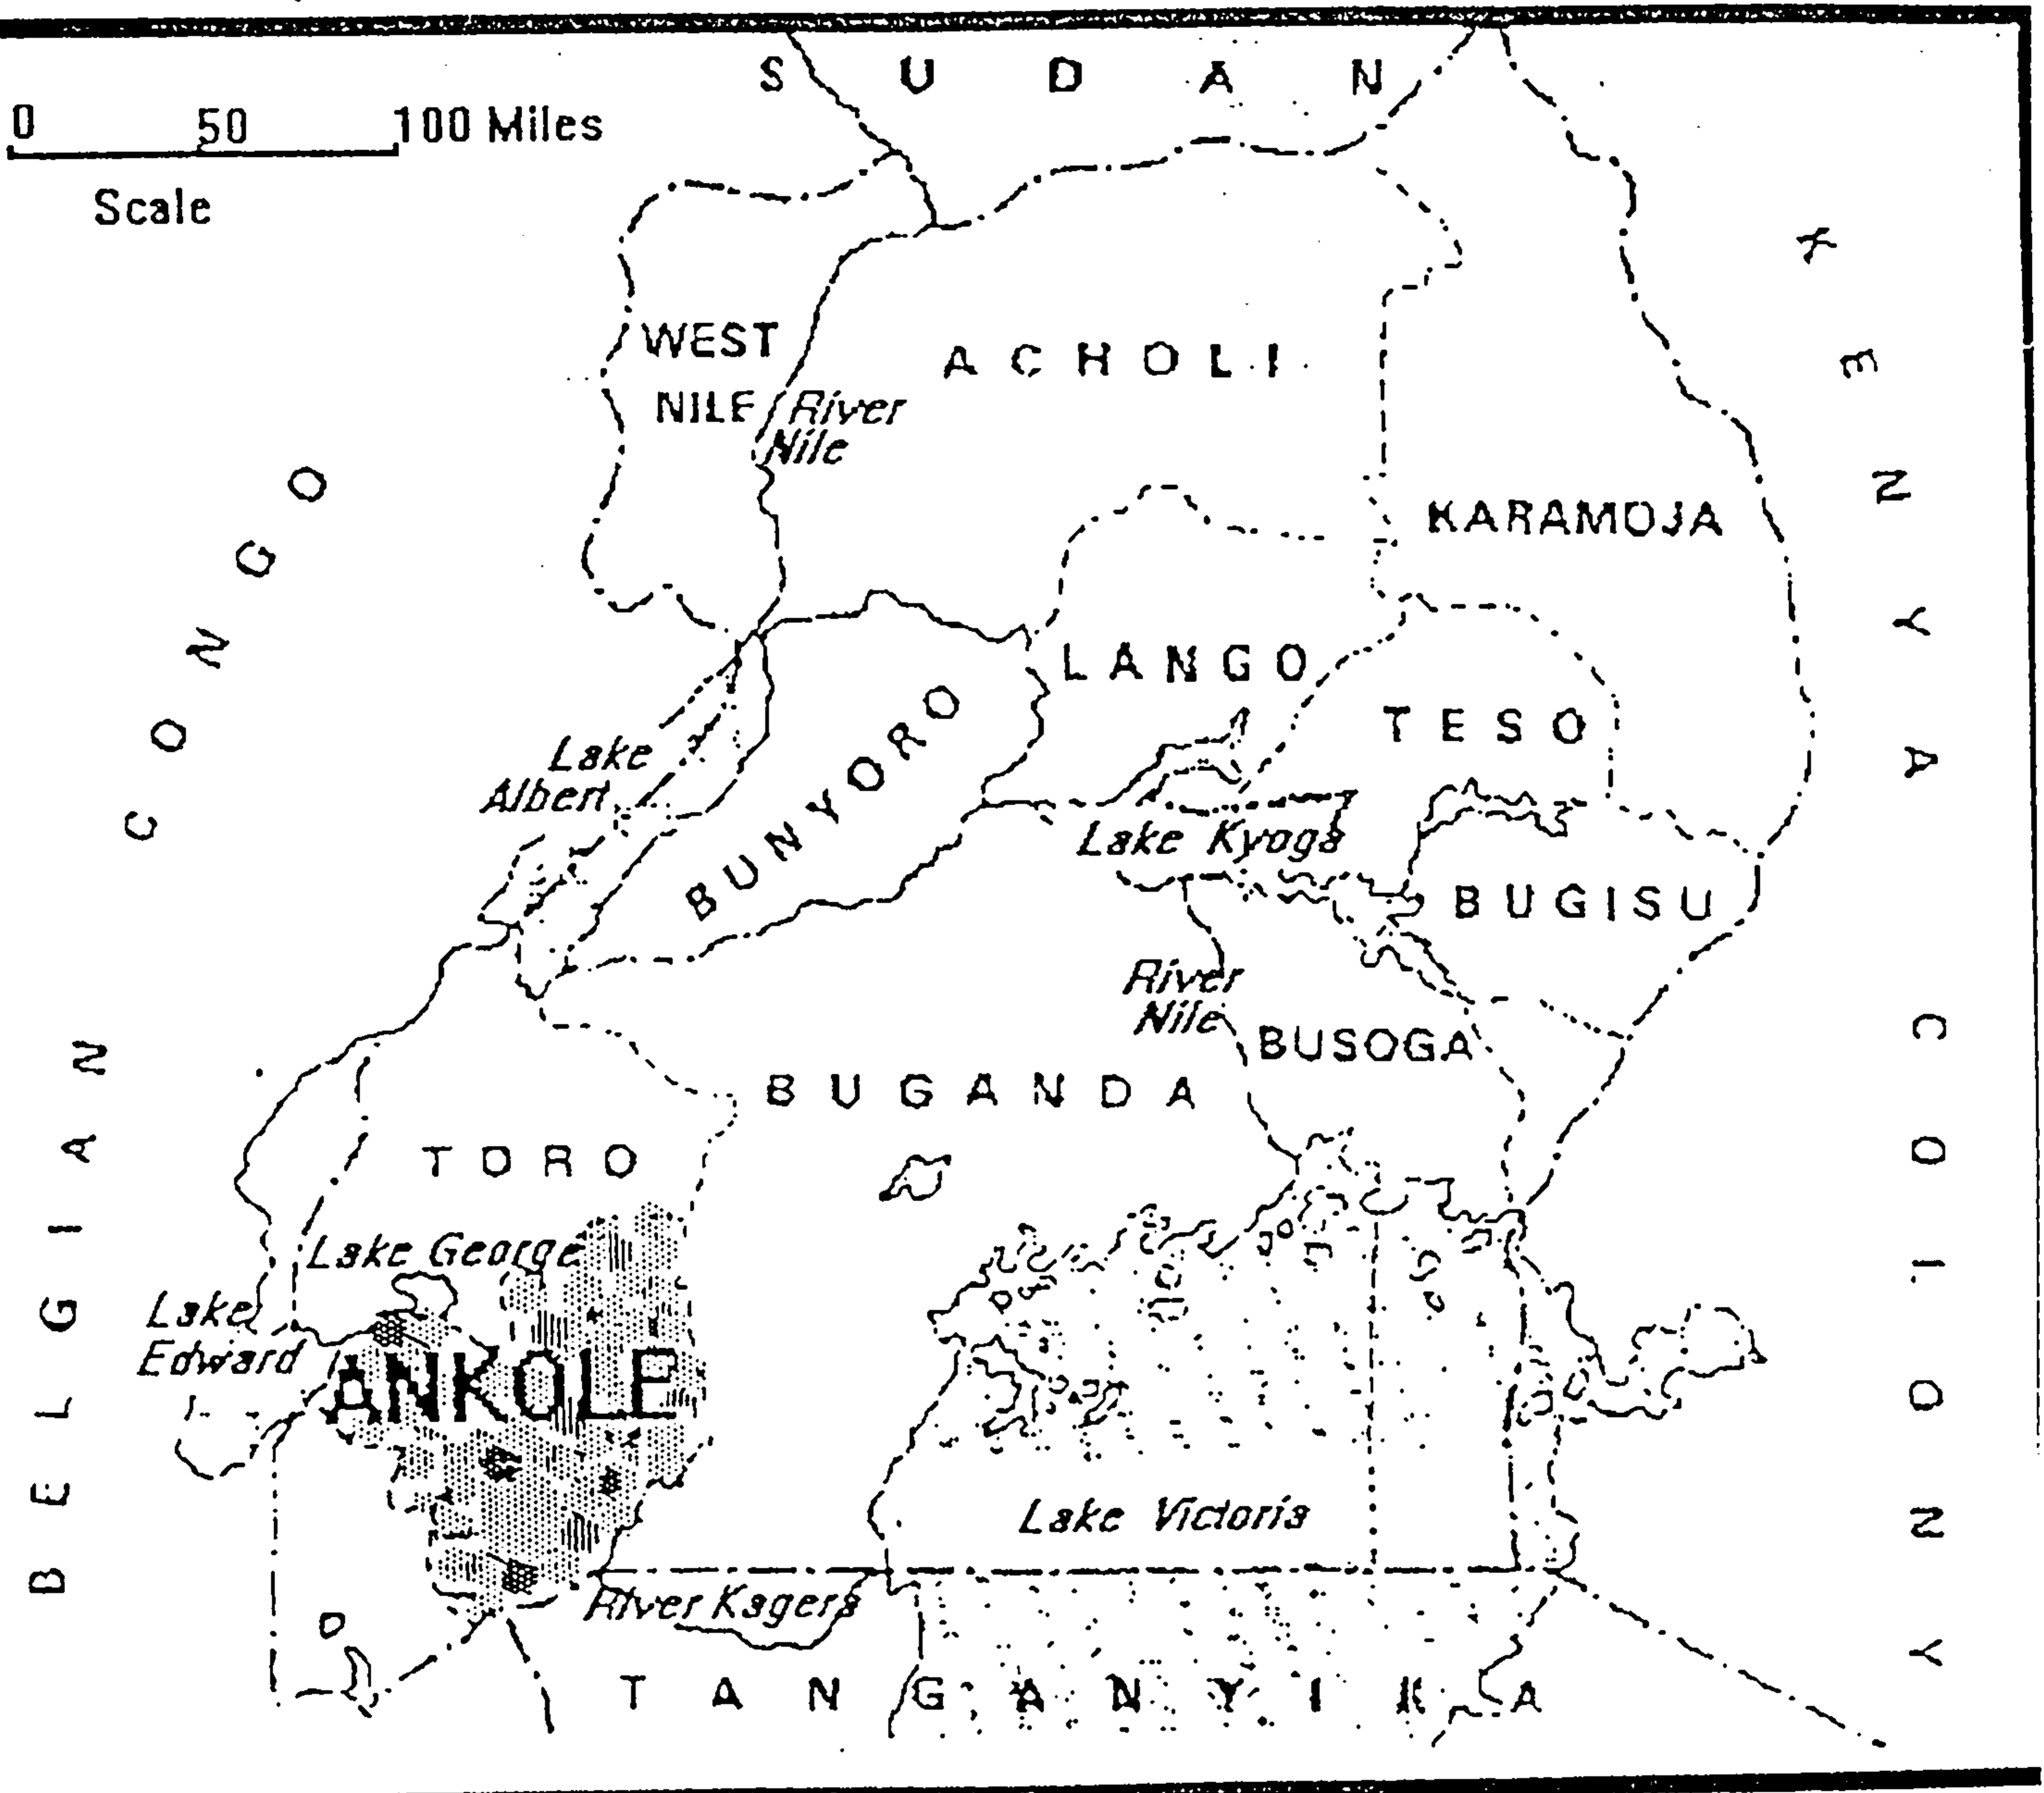 SUDAN
0 50 100 Miles
Scale
KENYA COLONY
WEST
NILE
River
Nile
ACHOLI
KARAMOJA
BELGIAN CONGO
LANGO
TESO
Lake
Albert
BUNYORO
Lake Kyoga
BUGISU
River
Nile
BUSOGA
BUGANDA
TORO
Lake George
Lake
Edward
ANKOLE
Lake Victoria
River Kagera
TANGANYIKA